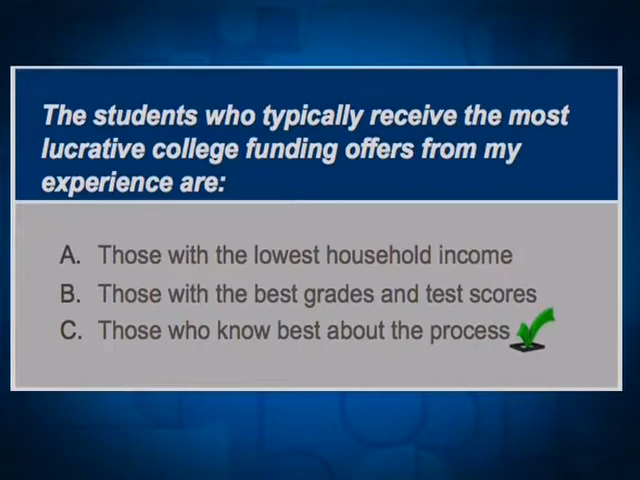 The students who typically receive the most
lucrative college funding offers from my
experience are:
A. Those with the lowest household income
B. Those with the best grades and test scores
C. Those who know best about the process